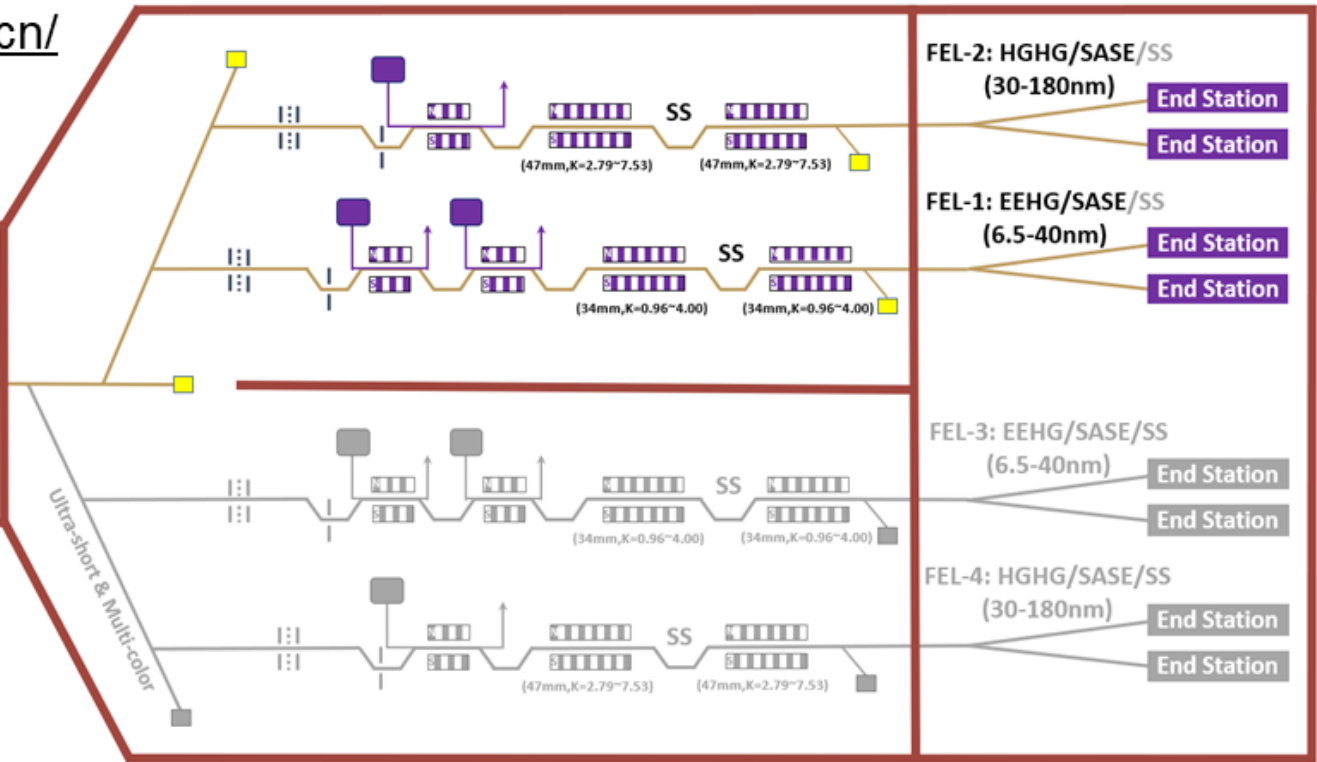 cn/
FEL-2: HGHG/SASE/SS
(30-180nm)
End Station
End Station
N
N
SS
N
S
S
S
(47mm,K=2.79~7.53)
(47mm,K=2.79~7.53)
FEL-1: EEHG/SASE/SS
(6.5-40nm)
End Station
End Station
N
N
N
SS
N
S
S
S
S
(34mm,K=0.96~4.00)
(34mm,K=0.96~4.00)
FEL-3: EEHG/SASE/SS
(6.5-40nm)
End Station
End Station
N
N
N
SS
N
S
S
S
S
(34mm,K=0.96~4.00)
(34mm,K=0.96~4.00)
Ultra-short & Multi-color
FEL-4: HGHG/SASE/SS
(30-180nm)
End Station
End Station
N
N
SS
N
S
S
S
(47mm,K=2.79~7.53)
(47mm,K=2.79~7.53)